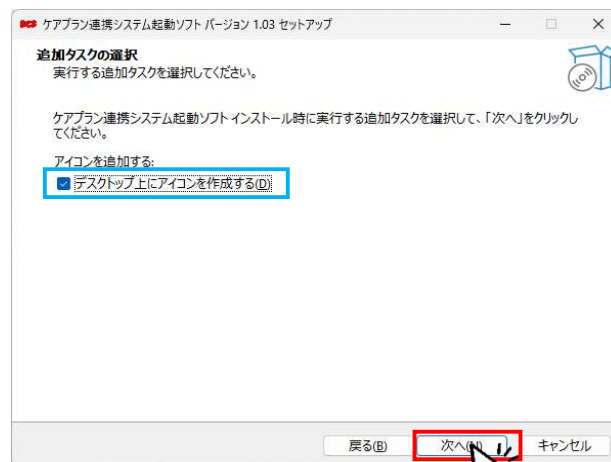 ケアプラン連携システム起動ソフト バージョン 1.03 セットアップ
追加タスクの選択
実行する追加タスクを選択してください。
ケアプラン連携システム起動ソフト インストール時に実行する追加タスクを選択して、「次へ」をクリックし
てください。
アイコンを追加する:
デスクトップ上にアイコンを作成する(D)
戻る(B) 次へ(N) キャンセル